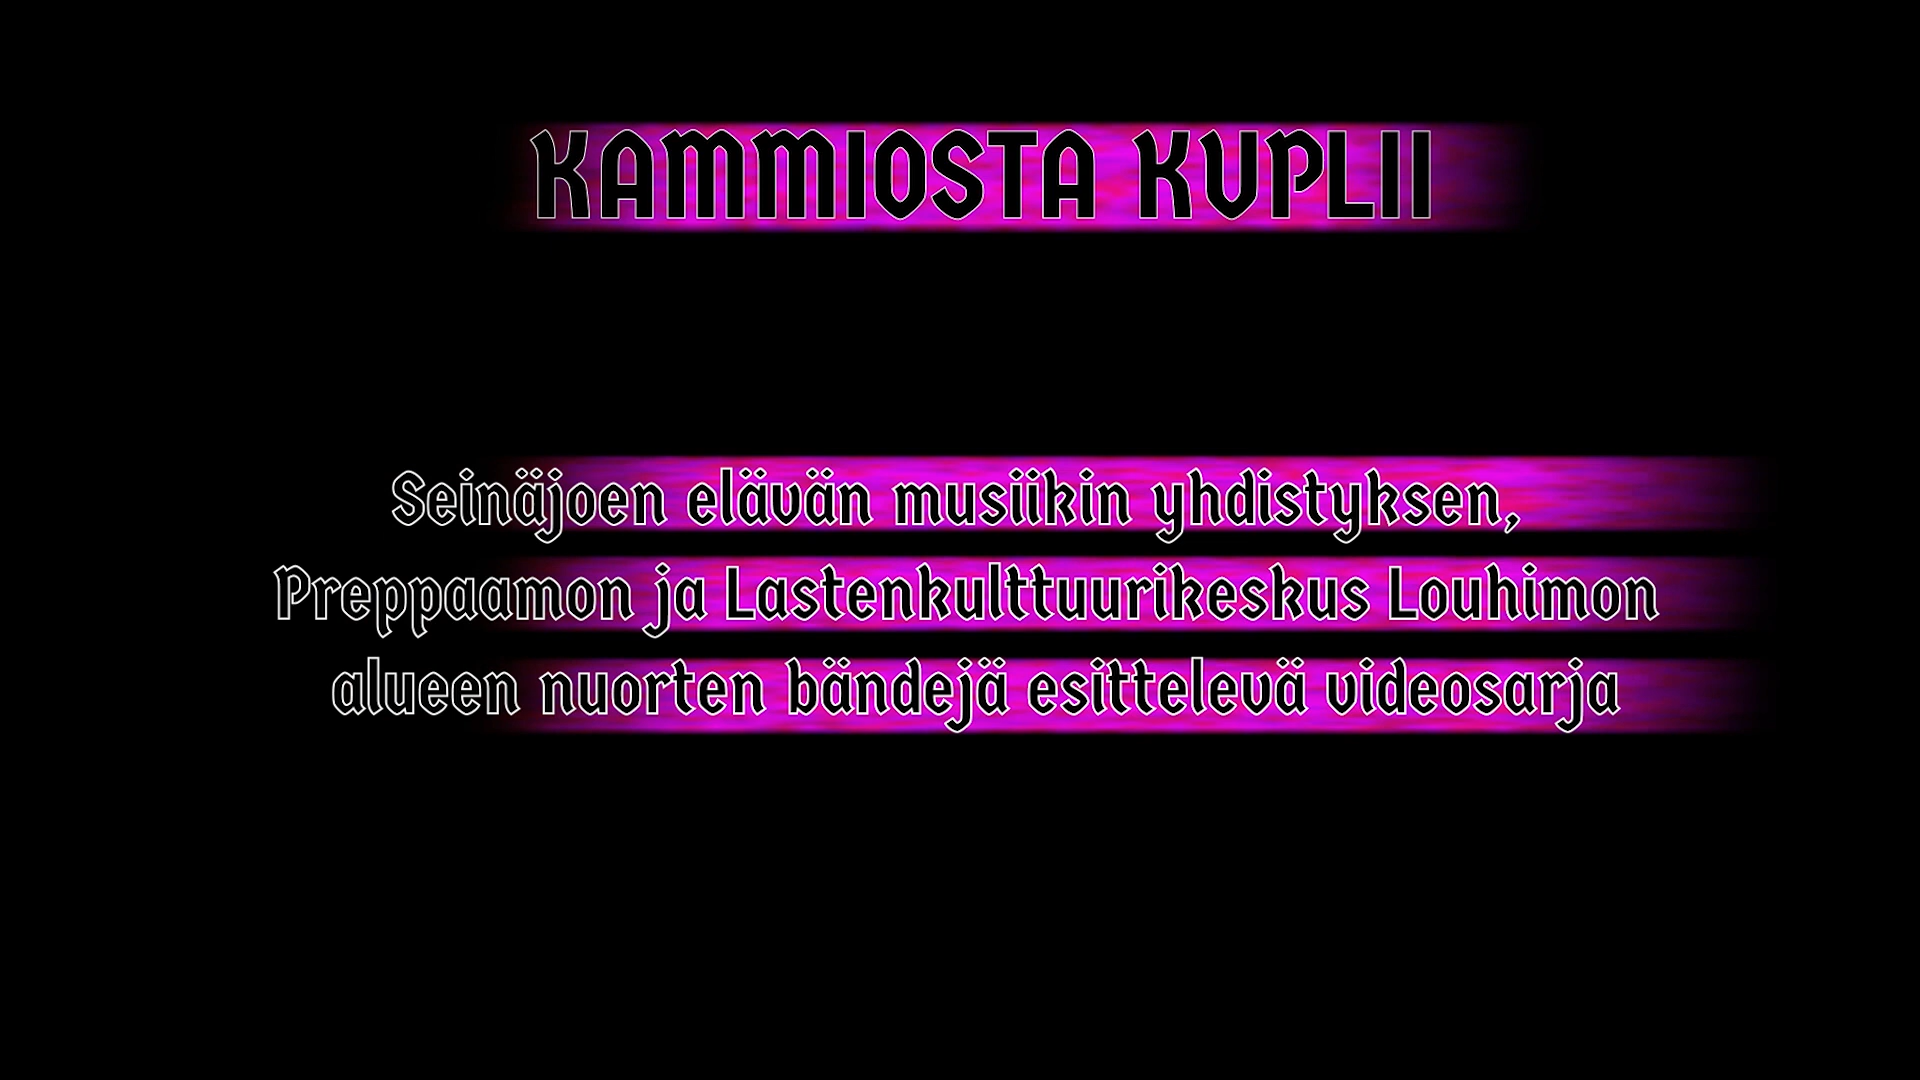 KAMMIOSTA KUPLII
Seinäjoen elävän musiikin yhdistyksen,
Preppaamon ja Lastenkulttuurikeskus Louhimon
alueen nuorten bändejä esittelevä videosarja